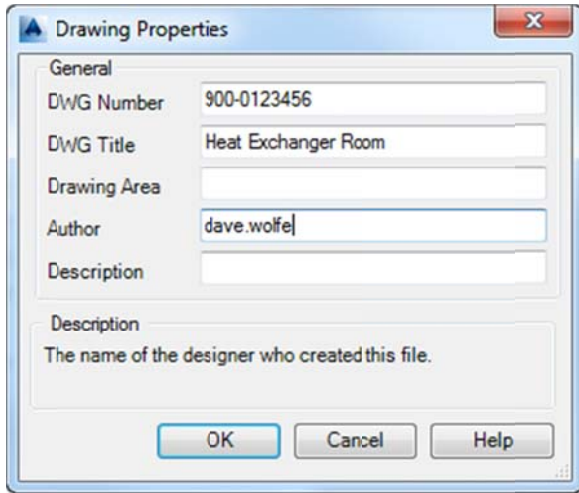 Drawing Properties
General
DWG Number 900-0123456
DWG Title Heat Exchanger Room
Drawing Area
Author dave.wolfe
Description
Description
The name of the designer who created this file.
OK Cancel Help